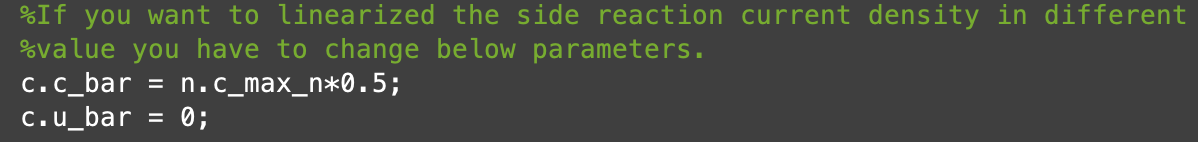 %If you want to linearized the side reaction current density in different
%value you have to change below parameters.
c.c_bar = n.c_max_n*0.5;
c.u_bar = 0;